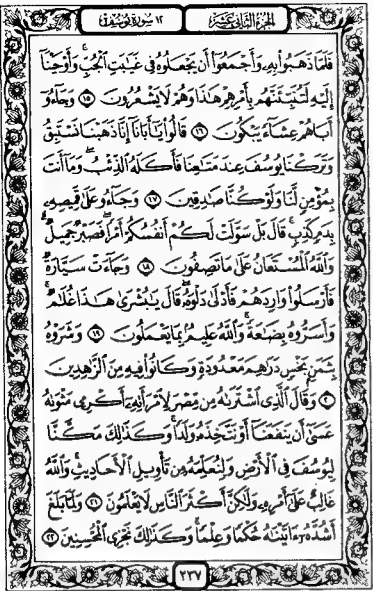 الجزء الثاني عشر
١٢ سورة يوسف
فَلَمَّا ذَهَبُوا۟ بِهِۦ وَأَجْمَعُوٓا۟ أَن يَجْعَلُوهُ فِى غَيَٰبَتِ ٱلْجُبِّ ۚ وَأَوْحَيْنَآ
إِلَيْهِ لَتُنَبِّئَنَّهُم بِأَمْرِهِمْ هَٰذَا وَهُمْ لَا يَشْعُرُونَ ١٥ وَجَآءُوٓ
أَبَاهُمْ عِشَآءً يَبْكُونَ ١٦ قَالُوا۟ يَٰٓأَبَانَآ إِنَّا ذَهَبْنَا نَسْتَبِقُ
وَتَرَكْنَا يُوسُفَ عِندَ مَتَٰعِنَا فَأَكَلَهُ ٱلذِّئْبُ ۖ وَمَآ أَنتَ
بِمُؤْمِنٍ لَّنَا وَلَوْ كُنَّا صَٰدِقِينَ ١٧ وَجَآءُو عَلَىٰ قَمِيصِهِۦ
بِدَمٍ كَذِبٍ ۚ قَالَ بَلْ سَوَّلَتْ لَكُمْ أَنفُسُكُمْ أَمْرًا ۖ فَصَبْرٌ جَمِيلٌ ۖ
وَٱللَّهُ ٱلْمُسْتَعَانُ عَلَىٰ مَا تَصِفُونَ ١٨ وَجَآءَتْ سَيَّارَةٌ
فَأَرْسَلُوا۟ وَارِدَهُمْ فَأَدْلَىٰ دَلْوَهُۥ ۖ قَالَ يَٰبُشْرَىٰ هَٰذَا غُلَٰمٌ ۚ
وَأَسَرُّوهُ بِضَٰعَةً ۚ وَٱللَّهُ عَلِيمٌۢ بِمَا يَعْمَلُونَ ١٩ وَشَرَوْهُ
بِثَمَنٍۭ بَخْسٍ دَرَٰهِمَ مَعْدُودَةٍ وَكَانُوا۟ فِيهِ مِنَ ٱلزَّٰهِدِينَ
٢٠ وَقَالَ ٱلَّذِى ٱشْتَرَىٰهُ مِن مِّصْرَ لِٱمْرَأَتِهِۦٓ أَكْرِمِى مَثْوَىٰهُ
عَسَىٰٓ أَن يَنفَعَنَآ أَوْ نَتَّخِذَهُۥ وَلَدًا ۚ وَكَذَٰلِكَ مَكَّنَّا
لِيُوسُفَ فِى ٱلْأَرْضِ وَلِنُعَلِّمَهُۥ مِن تَأْوِيلِ ٱلْأَحَادِيثِ ۚ وَٱللَّهُ
غَالِبٌ عَلَىٰٓ أَمْرِهِۦ وَلَٰكِنَّ أَكْثَرَ ٱلنَّاسِ لَا يَعْلَمُونَ ٢١ وَلَمَّا بَلَغَ
أَشُدَّهُۥٓ ءَاتَيْنَٰهُ حُكْمًا وَعِلْمًا ۚ وَكَذَٰلِكَ نَجْزِى ٱلْمُحْسِنِينَ ٢٢
٢٣٧